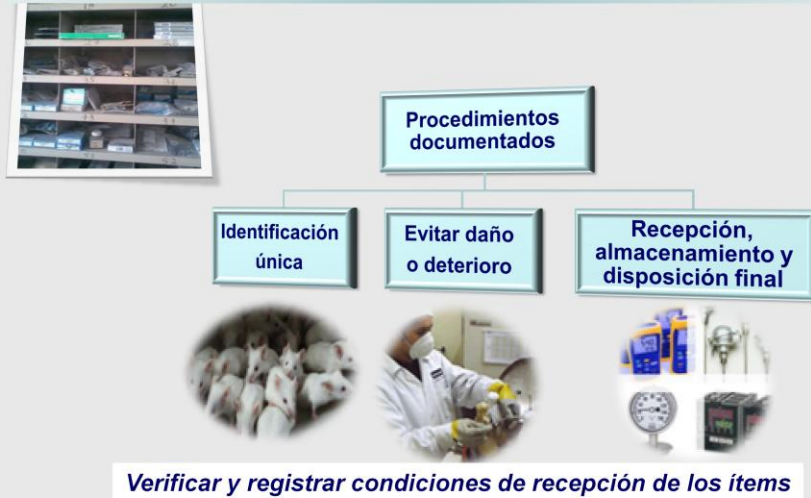 Procedimientos
documentados
Identificación
única
Evitar daño
o deterioro
Recepción,
almacenamiento y
disposición final
Verificar y registrar condiciones de recepción de los ítems